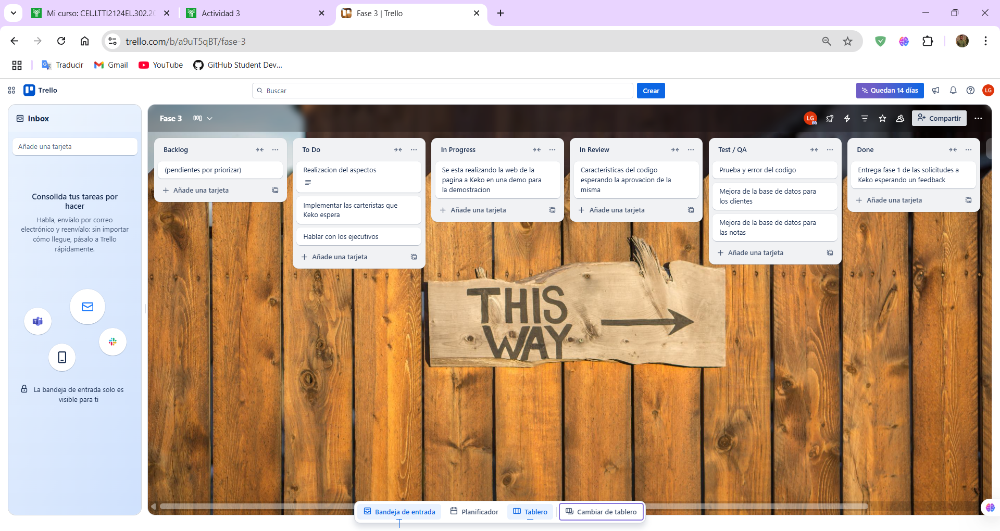 Mi curso: CEL.LTTI2124EL.302.20
Actividad 3
Fase 3 | Trello
trello.com/b/a9uT5qBT/fase-3
Traducir
Gmail
YouTube
GitHub Student Dev...
Trello
Buscar
Crear
Quedan 14 días
LG
Inbox
Añade una tarjeta
Consolida tus tareas por
hacer
Habla, envíalo por correo
electrónico y reenvíalo: sin importar
cómo llegue, pásalo a Trello
rápidamente.
La bandeja de entrada solo es
visible para ti
Fase 3
LG
Compartir
Backlog
(pendientes por priorizar)
Añade una tarjeta
To Do
Realizacion del aspectos
Implementar las carteristas que
Keko espera
Hablar con los ejecutivos
Añade una tarjeta
In Progress
Se esta realizando la web de la
pagina a Keko en una demo para
la demostracion
Añade una tarjeta
In Review
Caracteristicas del codigo
esperando la aprovacion de la
misma
Añade una tarjeta
Test / QA
Prueba y error del codigo
Mejora de la base de datos para
los clientes
Mejora de la base de datos para
las notas
Añade una tarjeta
Done
Entrega fase 1 de las solicitudes a
Keko esperando un feedback
Añade una tarjeta
THIS
WAY
Bandeja de entrada
Planificador
Tablero
Cambiar de tablero